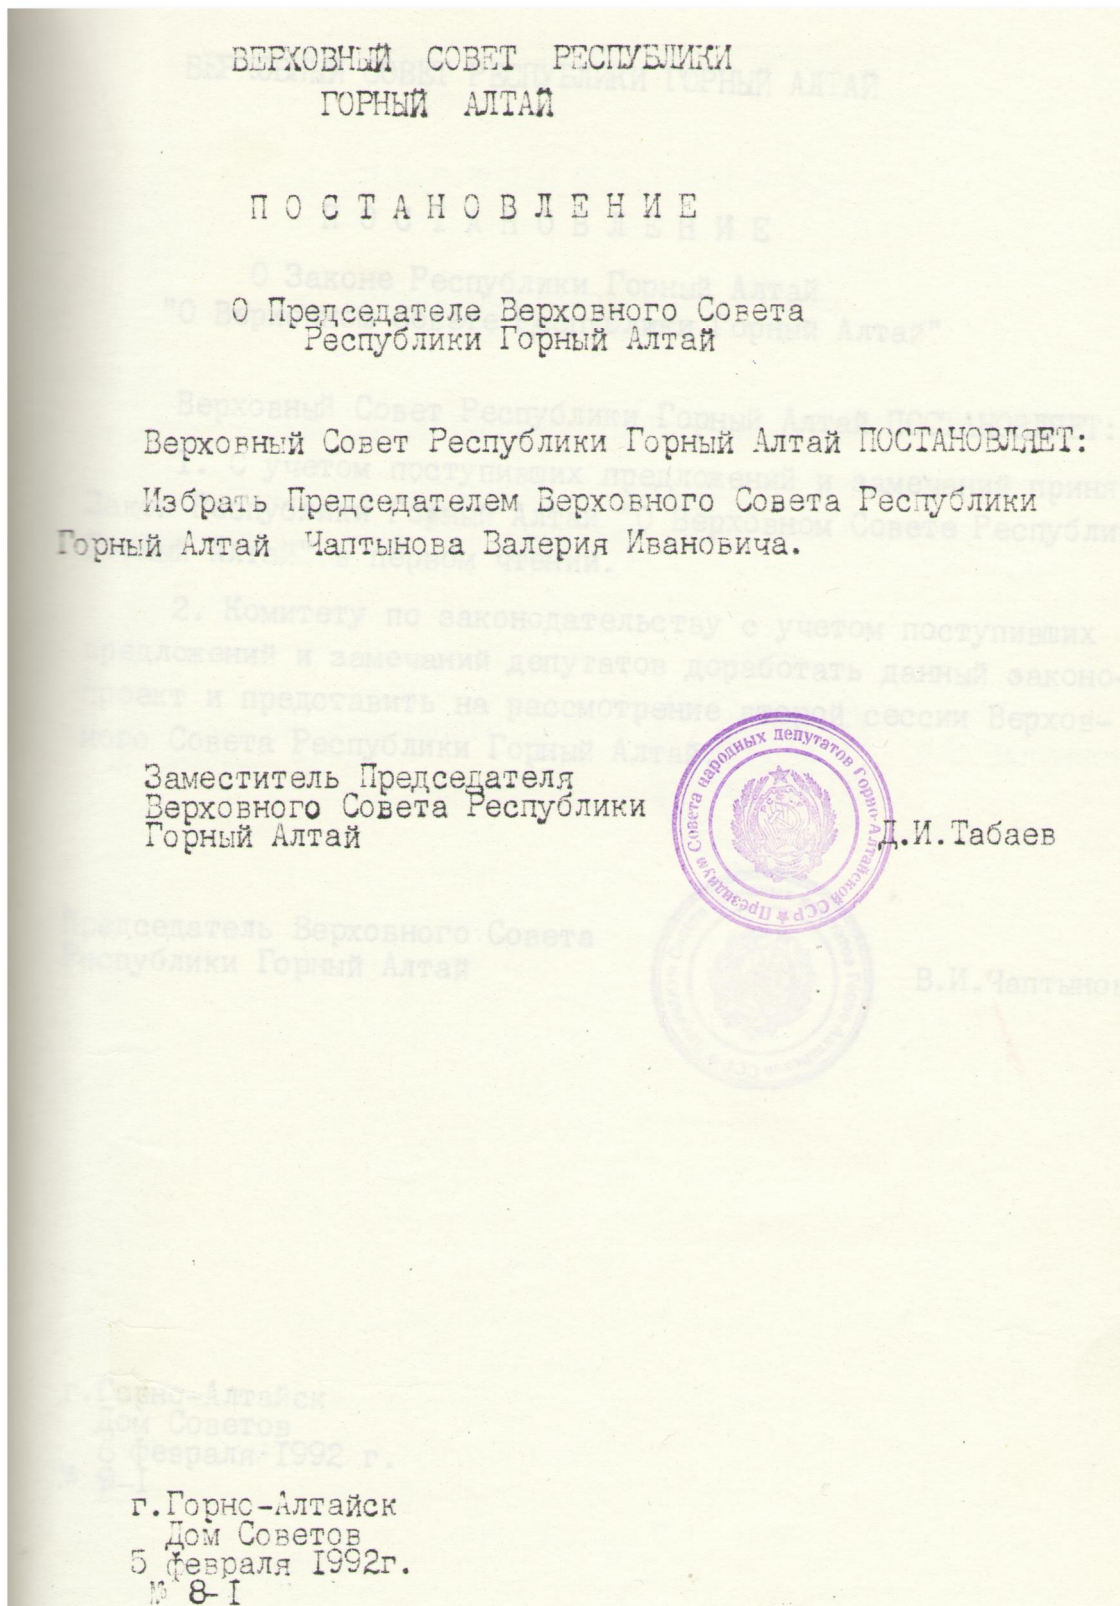 ВЕРХОВНЫЙ СОВЕТ РЕСПУБЛИКИ
ГОРНЫЙ АЛТАЙ
П О С Т А Н О В Л Е Н И Е
О Председателе Верховного Совета
Республики Горный Алтай
Верховный Совет Республики Горный Алтай ПОСТАНОВЛЯЕТ:
Избрать Председателем Верховного Совета Республики
Горный Алтай Чаптынова Валерия Ивановича.
Заместитель Председателя
Верховного Совета Республики
Горный Алтай
Д.И.Табаев
Президиум Совета народных депутатов Горно-Алтайской ССР
г.Горно-Алтайск
Дом Советов
5 февраля 1992г.
№ 8-I